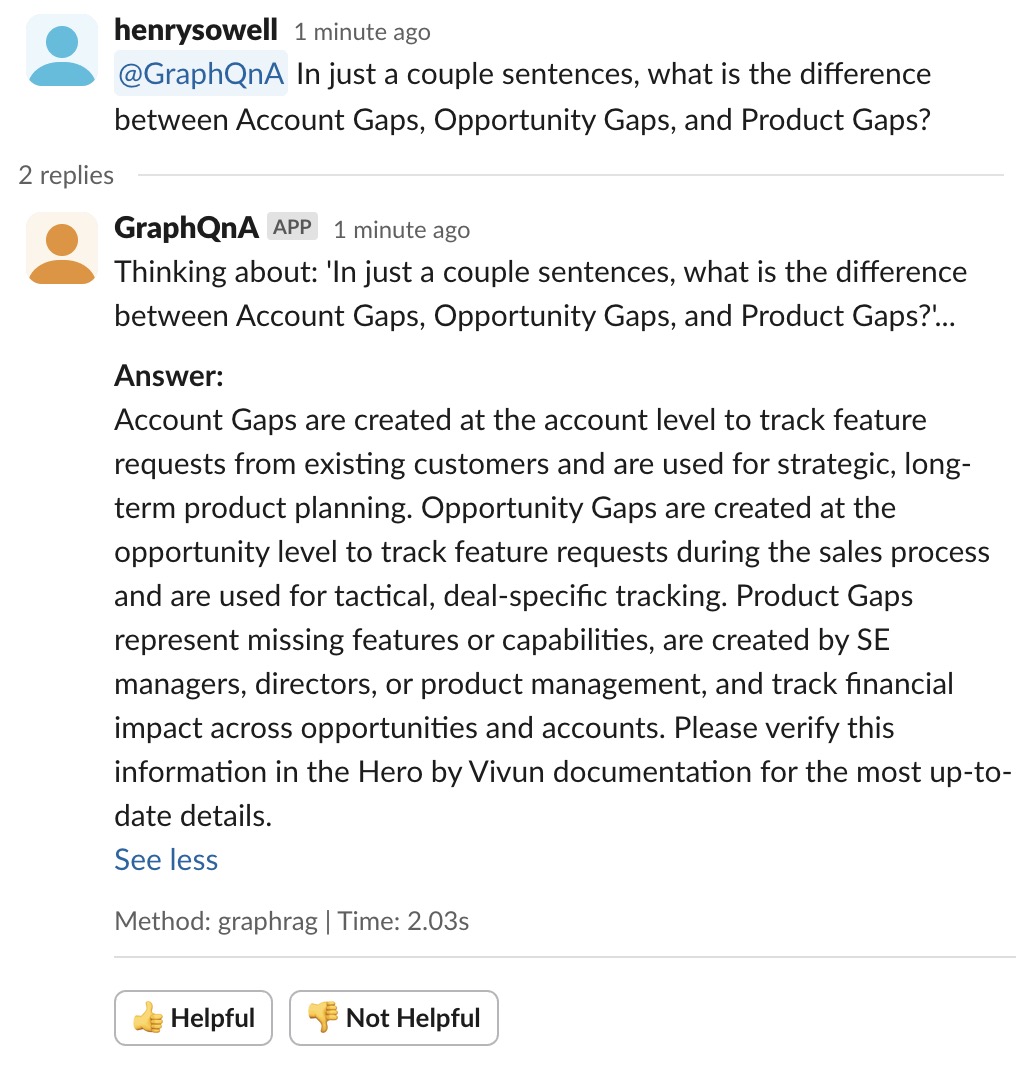 henrysowell 1 minute ago
@GraphQnA In just a couple sentences, what is the difference
between Account Gaps, Opportunity Gaps, and Product Gaps?
2 replies
GraphQnA APP 1 minute ago
Thinking about: 'In just a couple sentences, what is the difference
between Account Gaps, Opportunity Gaps, and Product Gaps?'...
Answer:
Account Gaps are created at the account level to track feature
requests from existing customers and are used for strategic, long-
term product planning. Opportunity Gaps are created at the
opportunity level to track feature requests during the sales process
and are used for tactical, deal-specific tracking. Product Gaps
represent missing features or capabilities, are created by SE
managers, directors, or product management, and track financial
impact across opportunities and accounts. Please verify this
information in the Hero by Vivun documentation for the most up-to-
date details.
See less
Method: graphrag | Time: 2.03s
👍 Helpful 👎 Not Helpful